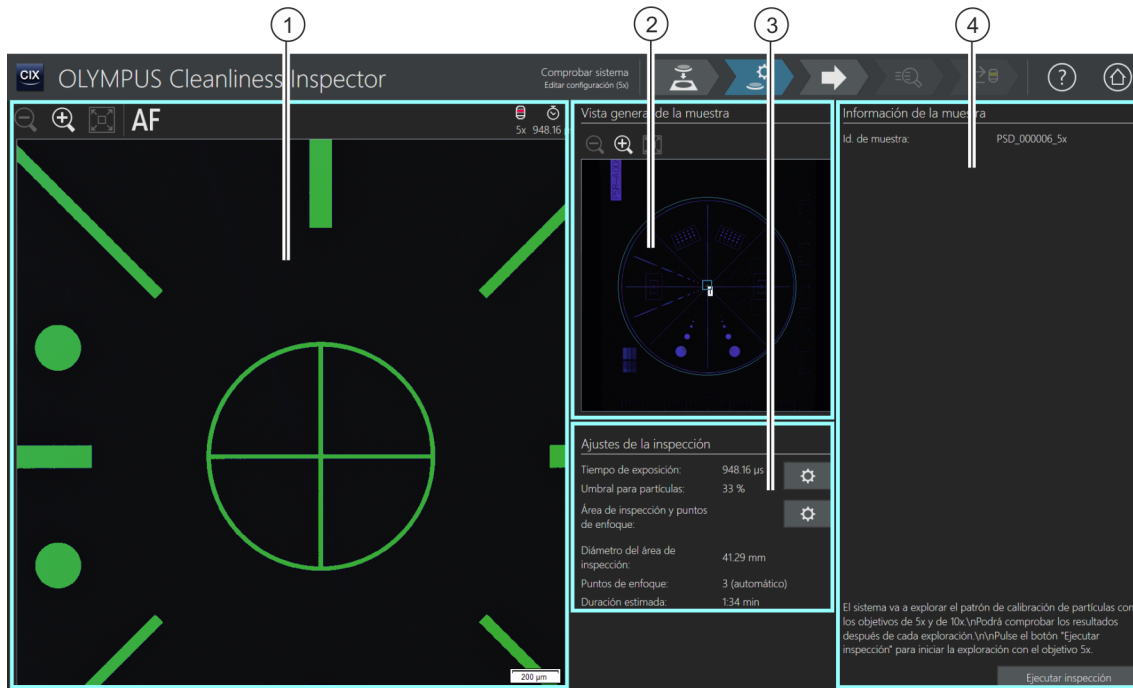 1
2
3
4
CIX
OLYMPUS Cleanliness Inspector
Comprobar sistema
Editar configuración (5x)
?
AF
5x 948.16 µs
Vista general de la muestra
Información de la muestra
Id. de muestra: PSD_000006_5x
1
Ajustes de la inspección
Tiempo de exposición: 948.16 µs
Umbral para partículas: 33 %
Área de inspección y puntos
de enfoque:
Diámetro del área de
inspección: 41.29 mm
Puntos de enfoque: 3 (automático)
Duración estimada: 1:34 min
El sistema va a explorar el patrón de calibración de partículas con
los objetivos de 5x y de 10x.\nPodrá comprobar los resultados
después de cada exploración.\n\nPulse el botón "Ejecutar
inspección" para iniciar la exploración con el objetivo 5x.
200 µm
Ejecutar inspección